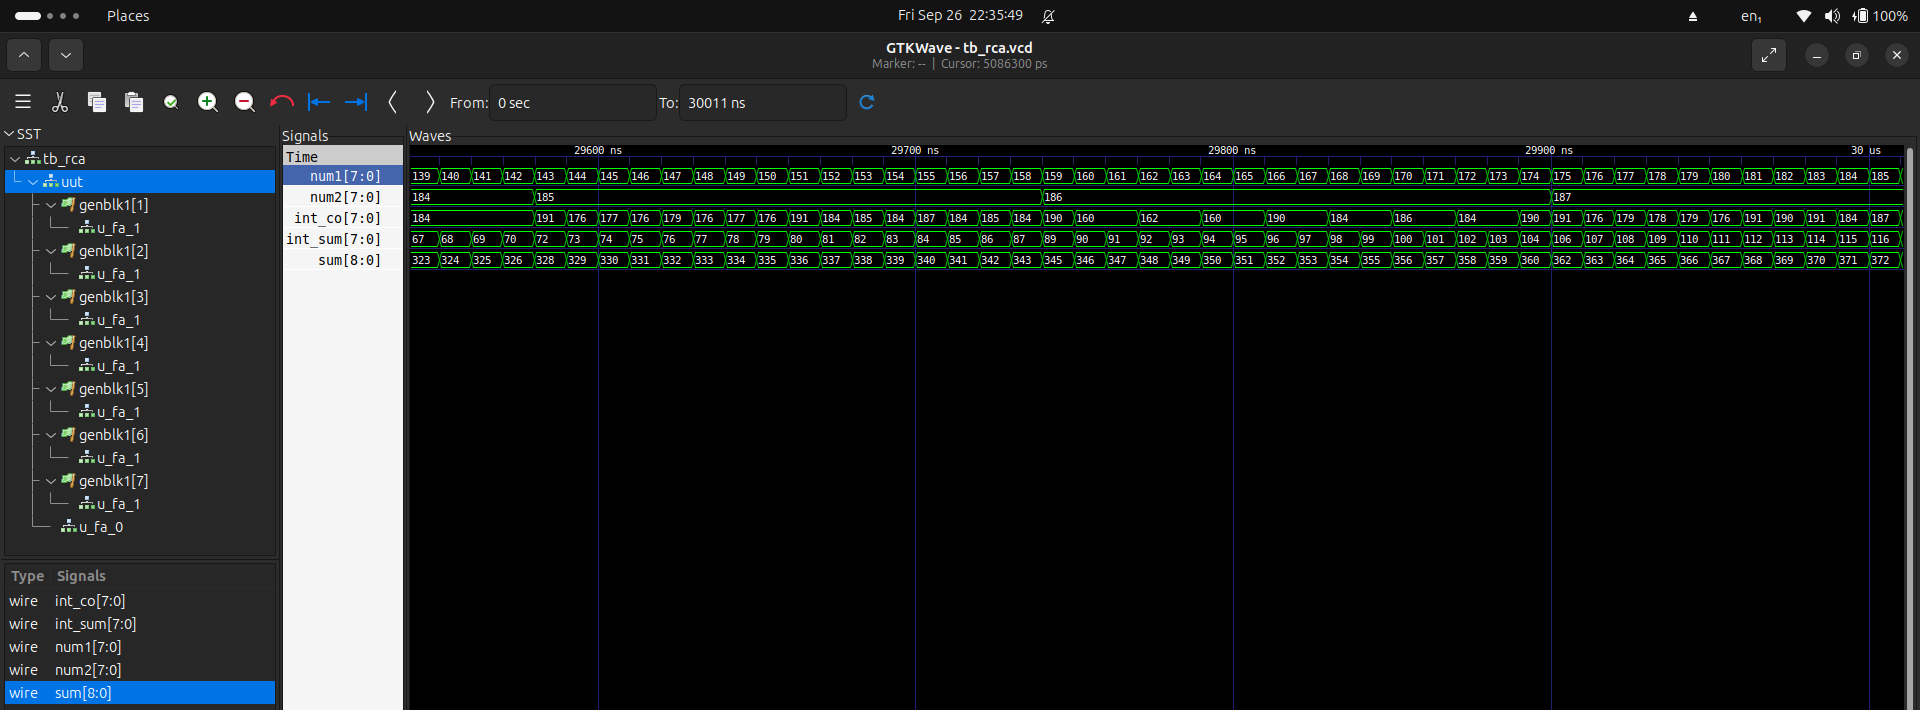 Places
Fri Sep 26 22:35:49
en₁
100%
GTKWave - tb_rca.vcd
Marker: -- | Cursor: 5086300 ps
From: 0 sec To: 30011 ns
SST
tb_rca
uut
genblk1[1]
u_fa_1
genblk1[2]
u_fa_1
genblk1[3]
u_fa_1
genblk1[4]
u_fa_1
genblk1[5]
u_fa_1
genblk1[6]
u_fa_1
genblk1[7]
u_fa_1
u_fa_0
Type Signals
wire int_co[7:0]
wire int_sum[7:0]
wire num1[7:0]
wire num2[7:0]
wire sum[8:0]
Signals
Time
num1[7:0]
num2[7:0]
int_co[7:0]
int_sum[7:0]
sum[8:0]
Waves
29600 ns 29700 ns 29800 ns 29900 ns 30 us
139 140 141 142 143 144 145 146 147 148 149 150 151 152 153 154 155 156 157 158 159 160 161 162 163 164 165 166 167 168 169 170 171 172 173 174 175 176 177 178 179 180 181 182 183 184 185
184 185 186 187
184 191 176 177 176 179 176 177 176 191 184 185 184 187 184 185 184 190 160 162 160 190 184 186 184 190 191 176 179 178 179 176 191 190 191 184 187
67 68 69 70 72 73 74 75 76 77 78 79 80 81 82 83 84 85 86 87 89 90 91 92 93 94 95 96 97 98 99 100 101 102 103 104 106 107 108 109 110 111 112 113 114 115 116
323 324 325 326 328 329 330 331 332 333 334 335 336 337 338 339 340 341 342 343 345 346 347 348 349 350 351 352 353 354 355 356 357 358 359 360 362 363 364 365 366 367 368 369 370 371 372